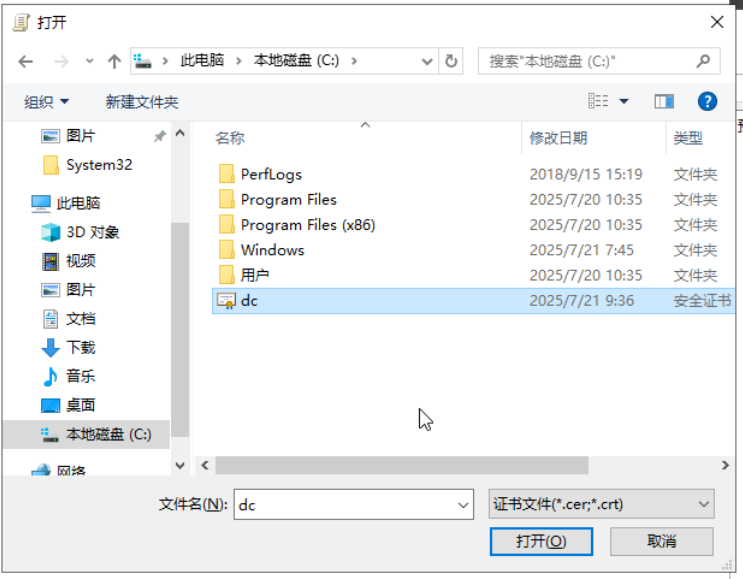 打开
此电脑 > 本地磁盘 (C:) >
搜索"本地磁盘 (C:)"
组织
新建文件夹
图片
System32
此电脑
3D 对象
视频
图片
文档
下载
音乐
桌面
本地磁盘 (C:)
网络
名称 修改日期 类型
PerfLogs 2018/9/15 15:19 文件夹
Program Files 2025/7/20 10:35 文件夹
Program Files (x86) 2025/7/20 10:35 文件夹
Windows 2025/7/21 7:45 文件夹
用户 2025/7/20 10:35 文件夹
dc 2025/7/21 9:36 安全证书
文件名(N): dc
证书文件(*.cer;*.crt)
打开(O)
取消